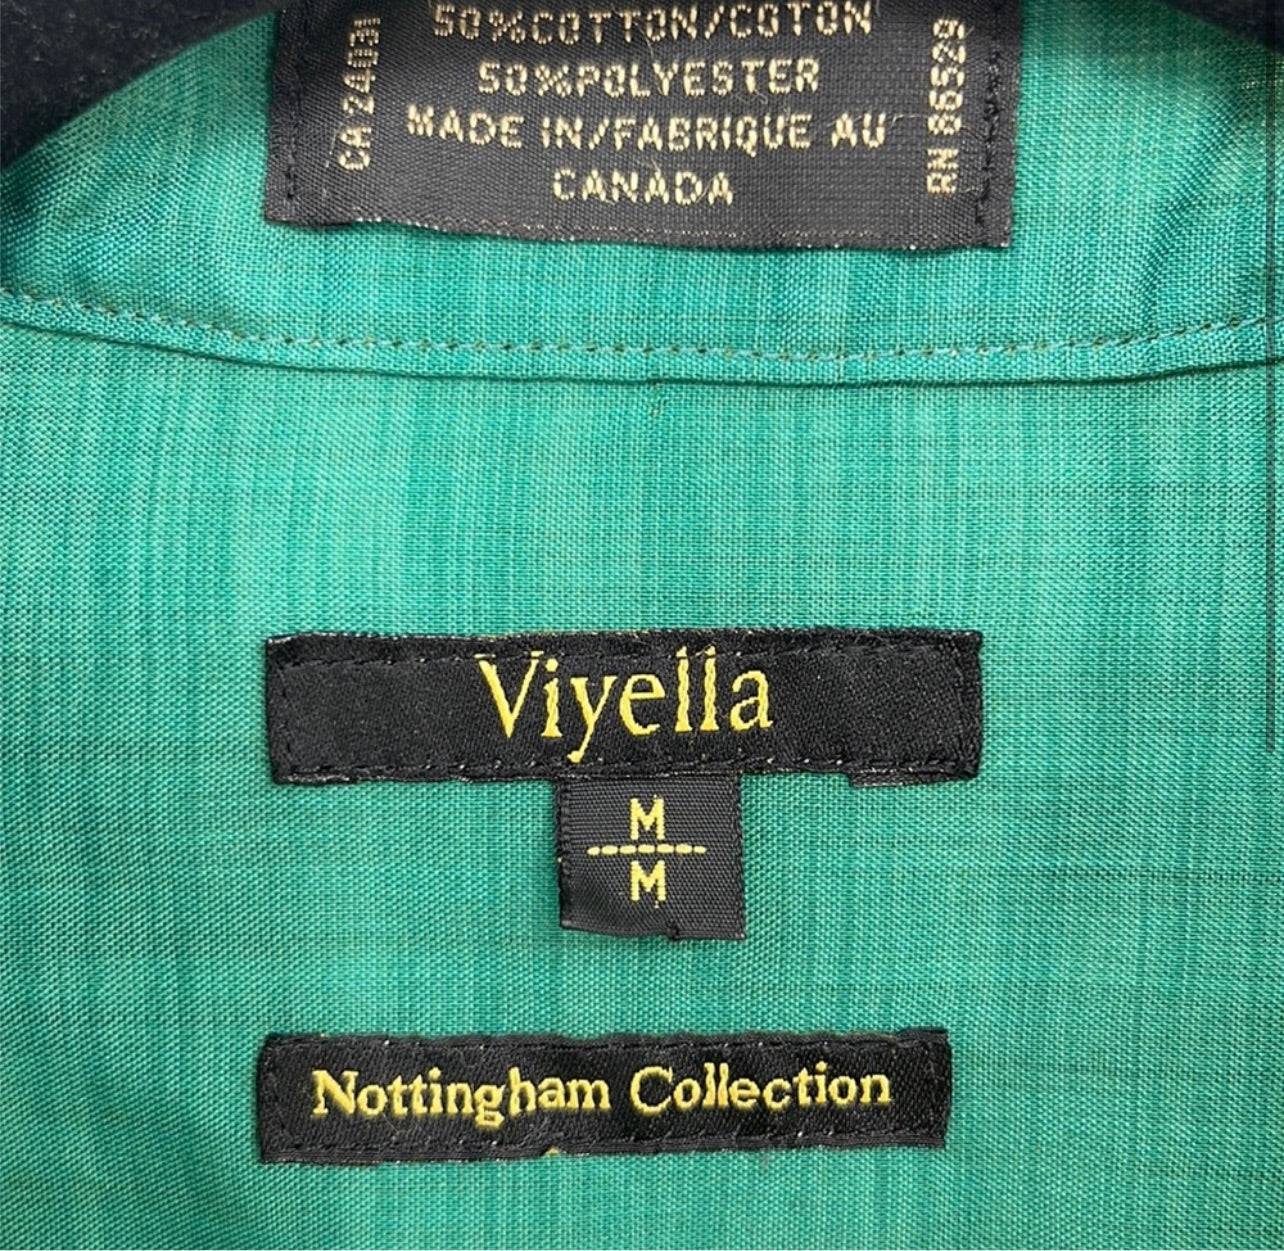 50%COTTON/COTON
50%POLYESTER
MADE IN/FABRIQUE AU
CANADA
CA 24031
RN 86529
Viyella
M
M
Nottingham Collection